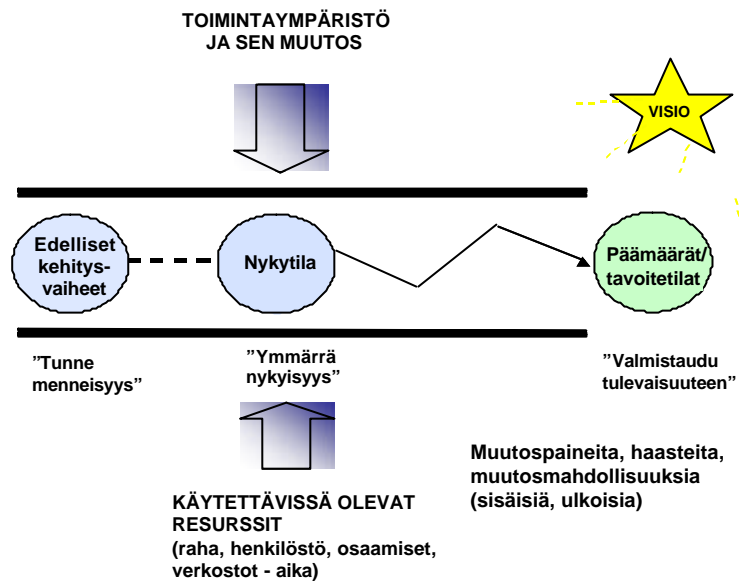 TOIMINTAYMPÄRISTÖ
JA SEN MUUTOS
VISIO
Edelliset
kehitys-
vaiheet
Nykytila
Päämäärät/
tavoitetilat
"Tunne
menneisyys”
”Ymmärrä
nykyisyys”
”Valmistaudu
tulevaisuuteen”
Muutospaineita, haasteita,
muutosmahdollisuuksia
(sisäisiä, ulkoisia)
KÄYTETTÄVISSÄ OLEVAT
RESURSSIT
(raha, henkilöstö, osaamiset,
verkostot - aika)